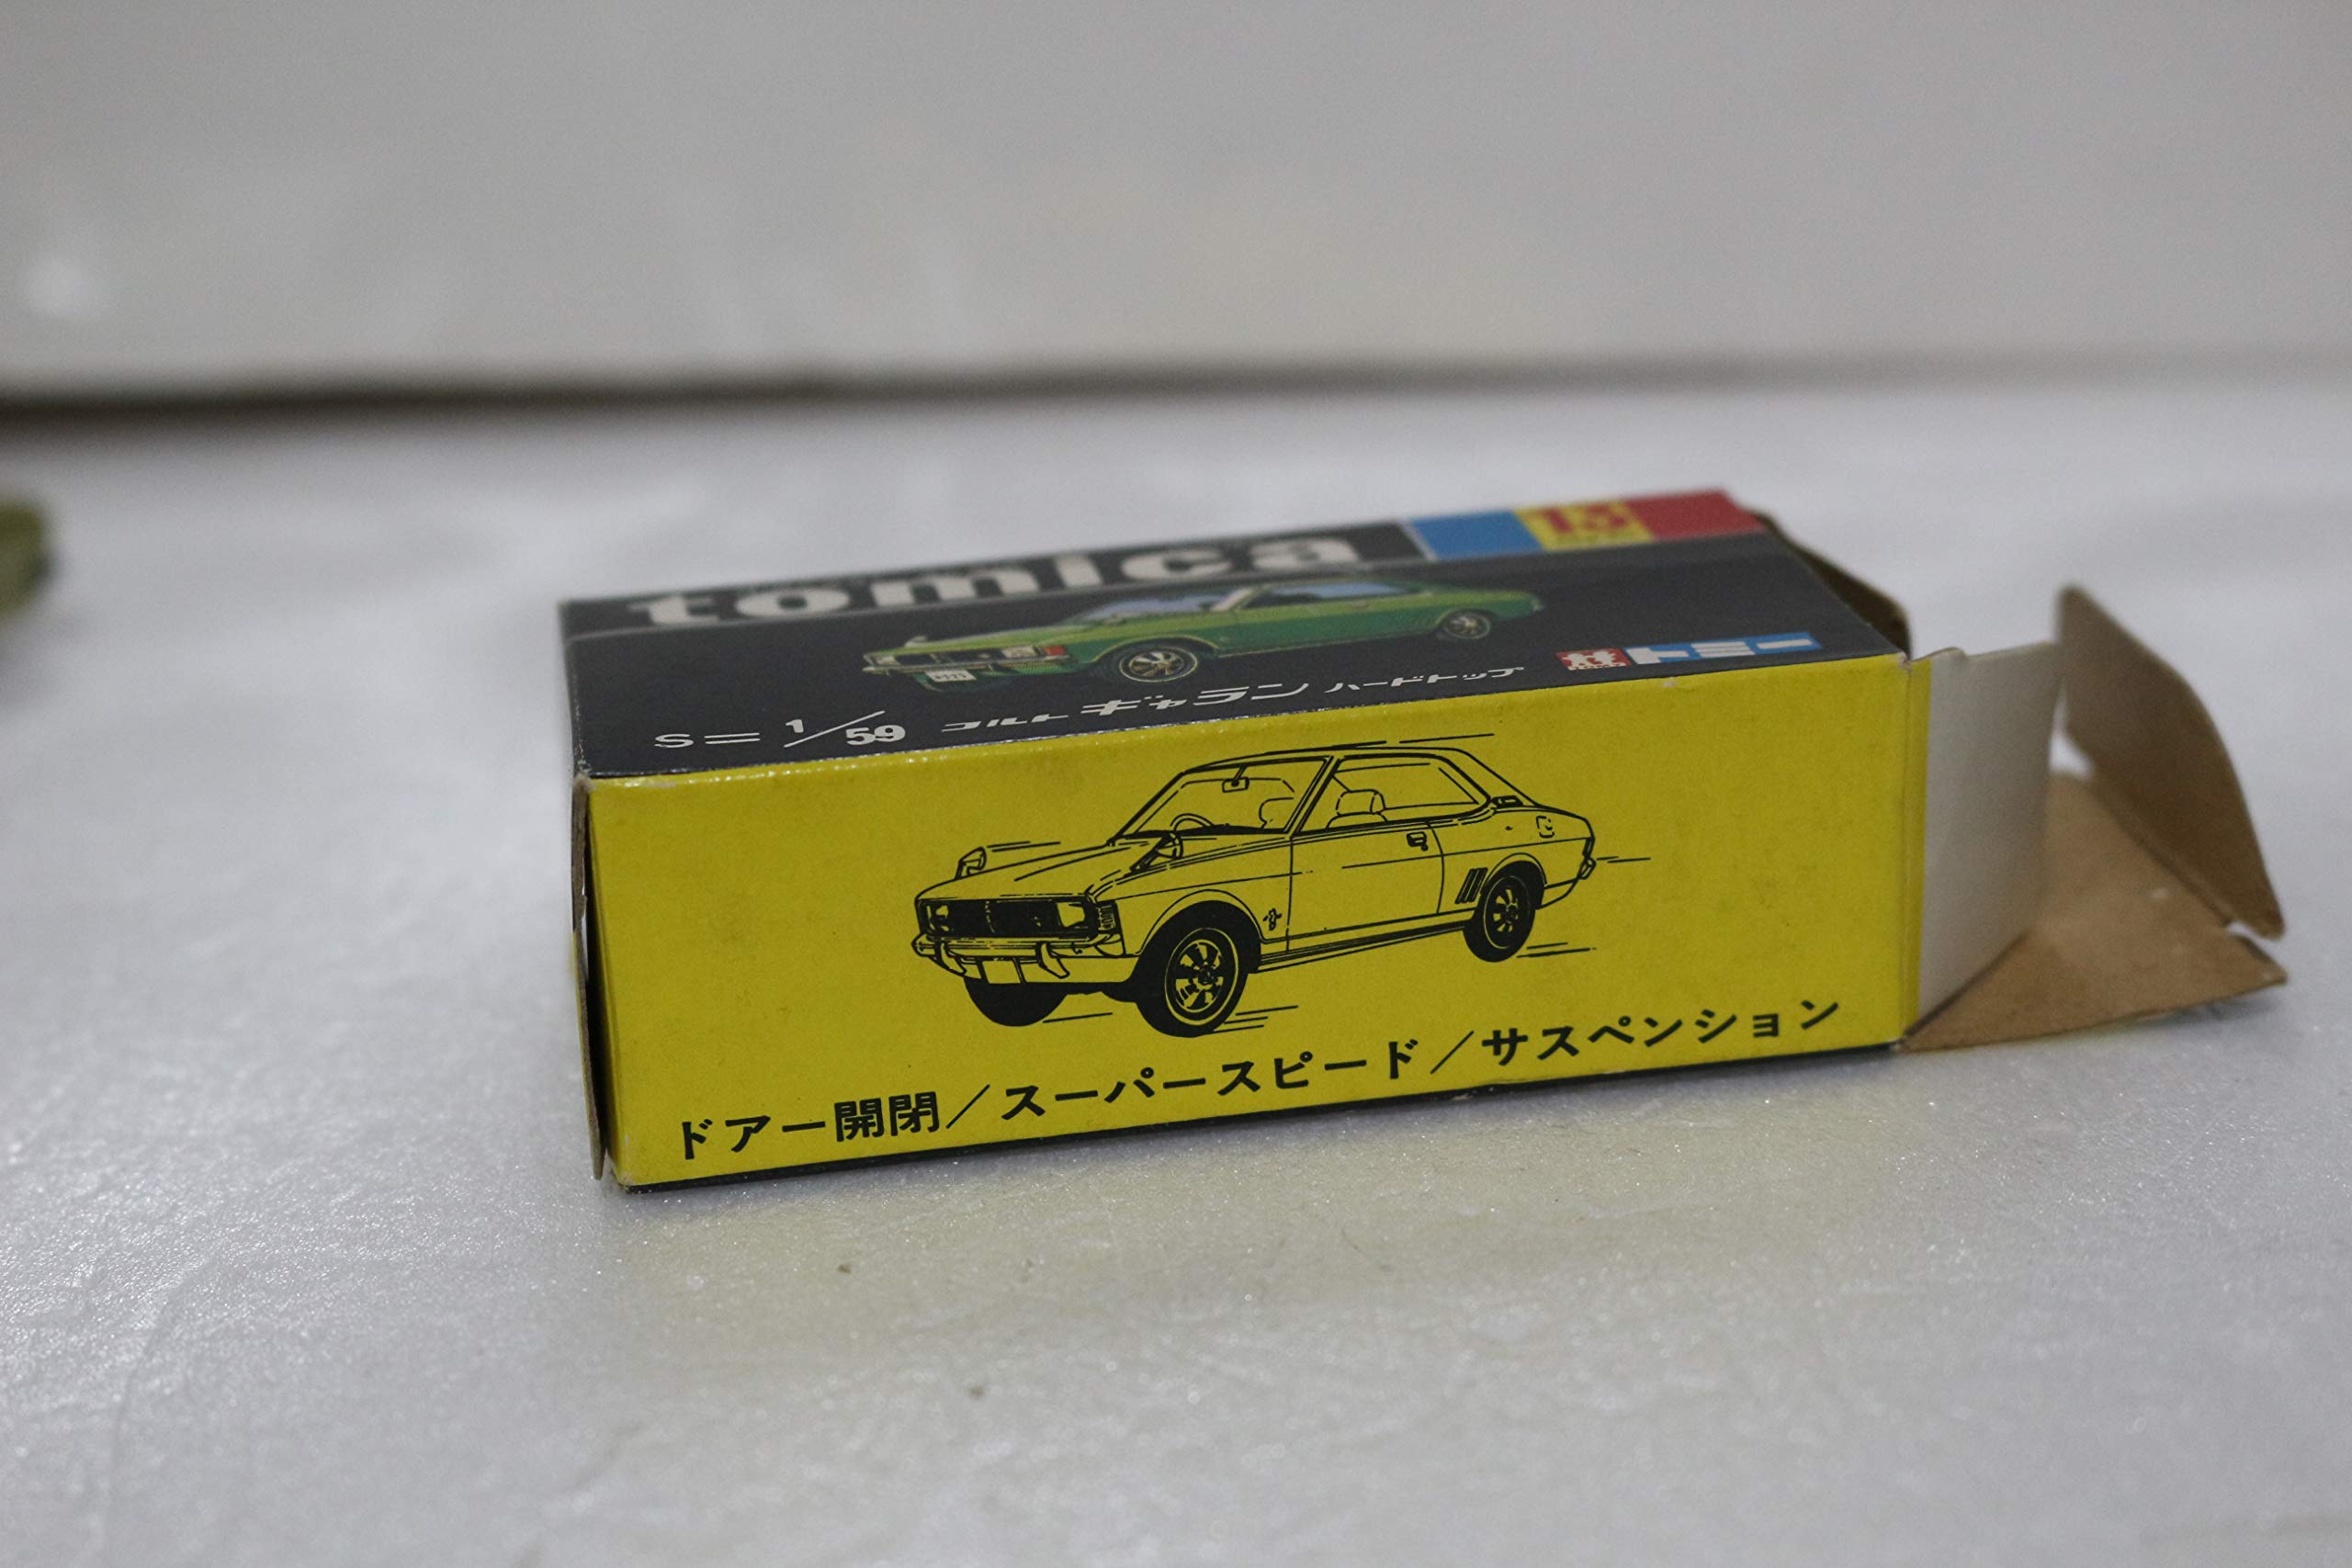 tomica
15
トミー
S=1/59 コルト ギャラン ハードトップ
ドアー開閉/スーパースピード/サスペンション